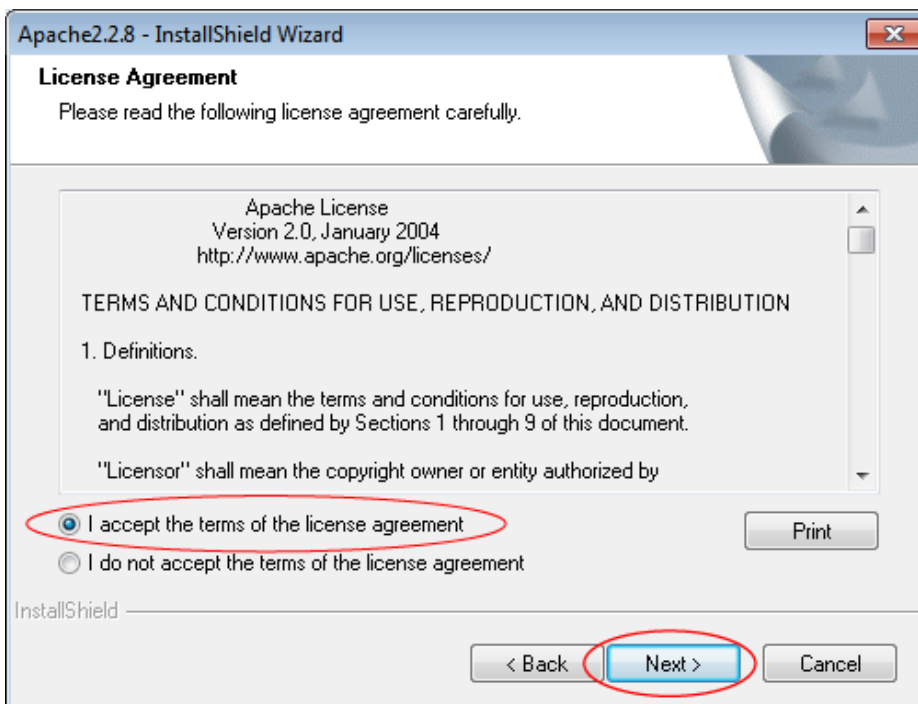 Apache2.2.8 - InstallShield Wizard
License Agreement
Please read the following license agreement carefully.
Apache License
Version 2.0, January 2004
http://www.apache.org/licenses/
TERMS AND CONDITIONS FOR USE, REPRODUCTION, AND DISTRIBUTION
1. Definitions.
"License" shall mean the terms and conditions for use, reproduction,
and distribution as defined by Sections 1 through 9 of this document.
"Licensor" shall mean the copyright owner or entity authorized by
I accept the terms of the license agreement
Print
I do not accept the terms of the license agreement
InstallShield
< Back
Next >
Cancel